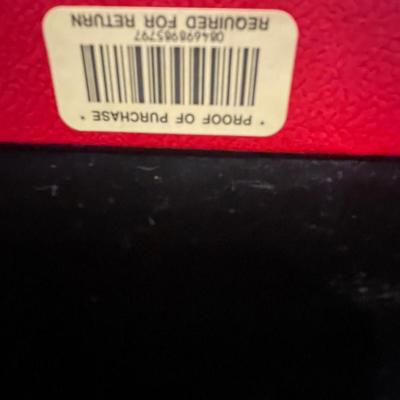 * PROOF OF PURCHASE *
REQUIRED FOR RETURN